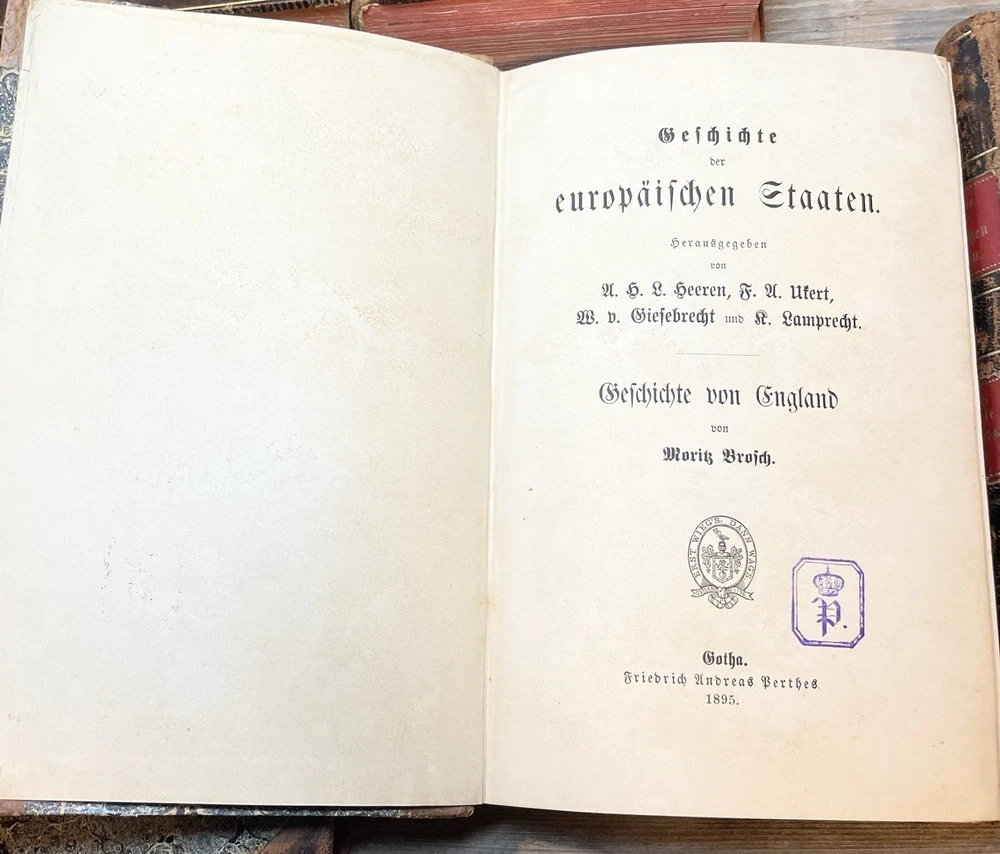 Geschichte
der
europäischen Staaten.
Herausgegeben
von
A. H. L. Heeren, F. A. Ukert,
W. v. Giesebrecht und K. Lamprecht.
Geschichte von England
von
Moritz Brosch.
ERST WIEG'S, DANN WAG'S.
P.
Gotha.
Friedrich Andreas Perthes
1895.